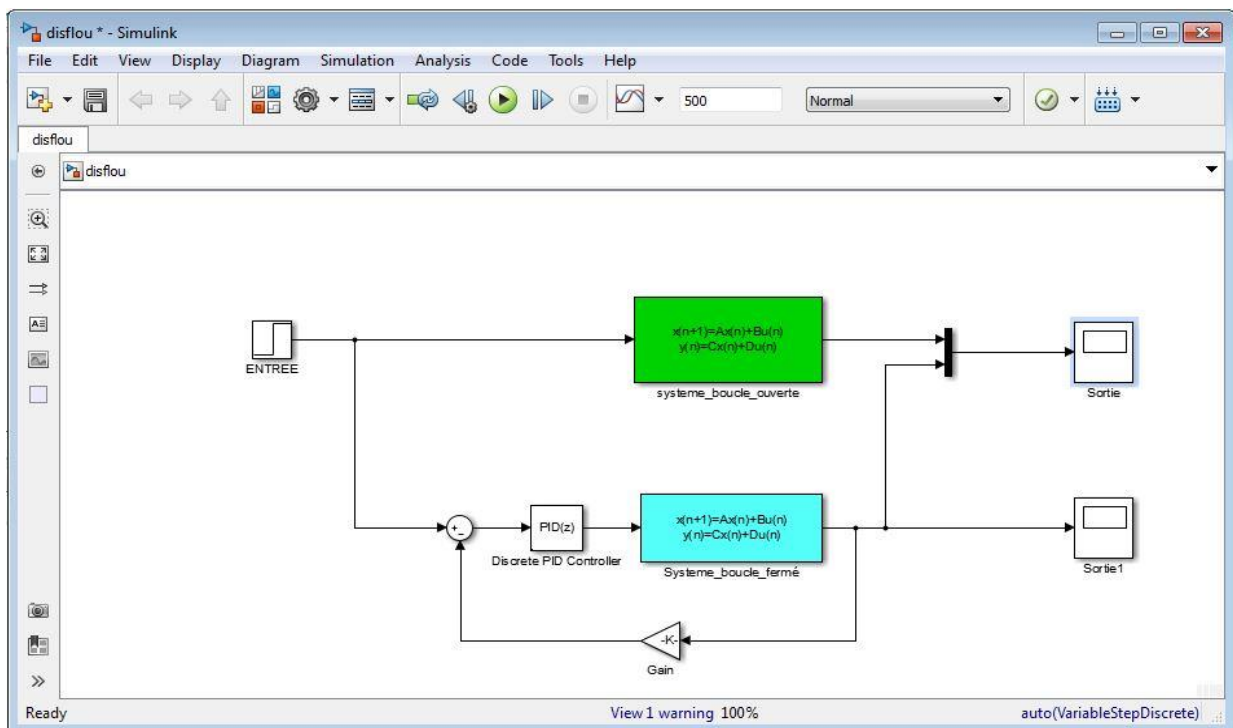 disflou * - Simulink
File Edit View Display Diagram Simulation Analysis Code Tools Help
500 Normal
disflou
disflou
ENTREE
x(n+1)=Ax(n)+Bu(n)
y(n)=Cx(n)+Du(n)
systeme_boucle_ouverte
Sortie
+
-
PID(z)
Discrete PID Controller
x(n+1)=Ax(n)+Bu(n)
y(n)=Cx(n)+Du(n)
Systeme_boucle_fermé
Sortie1
-K-
Gain
Ready View 1 warning 100% auto(VariableStepDiscrete)